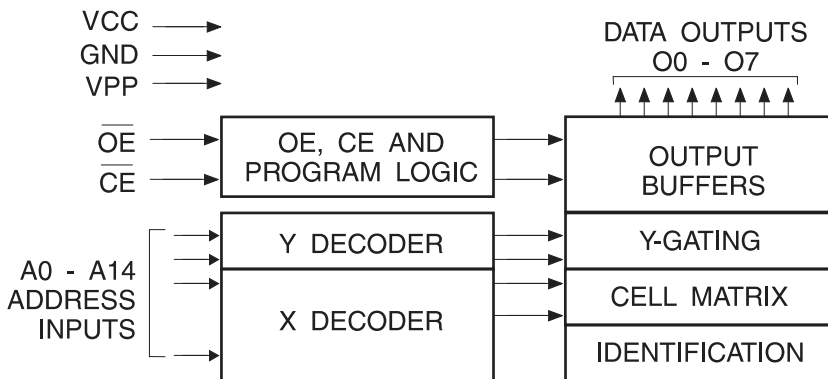 VCC
GND
VPP
OE
CE
OE, CE AND
PROGRAM LOGIC
DATA OUTPUTS
O0 - O7
OUTPUT
BUFFERS
A0 - A14
ADDRESS
INPUTS
Y DECODER
X DECODER
Y-GATING
CELL MATRIX
IDENTIFICATION